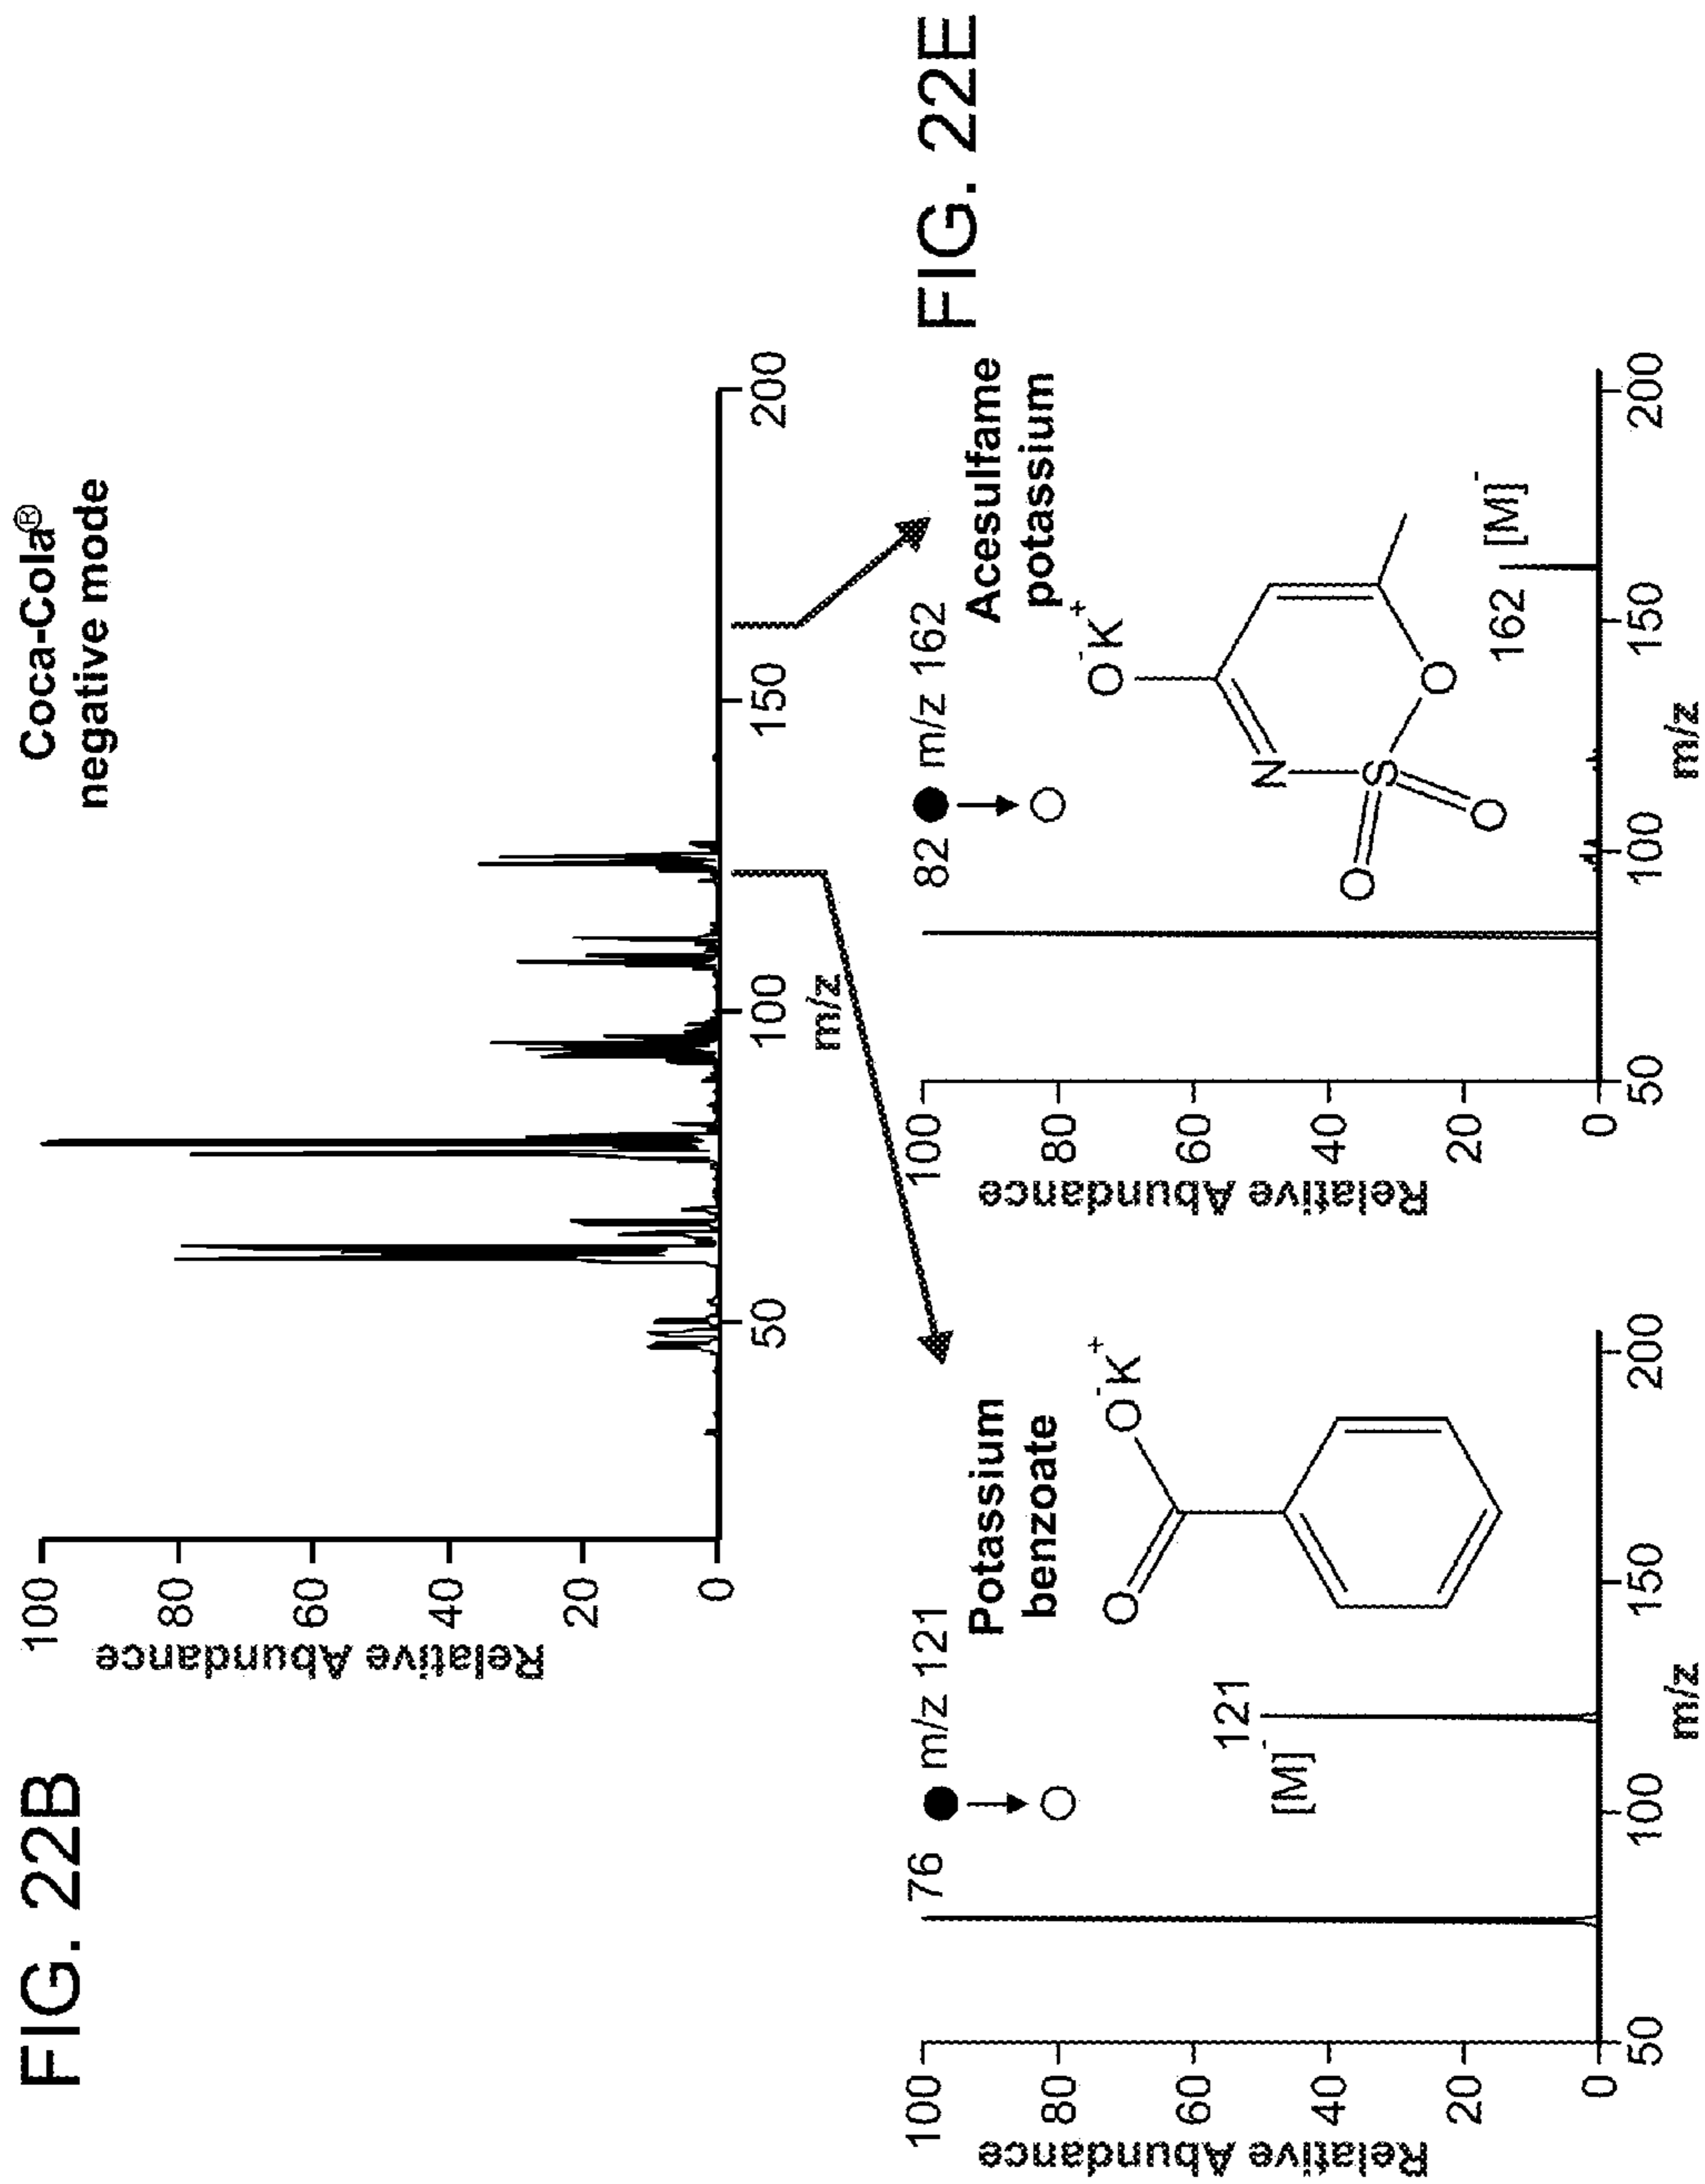 FIG. 22B
Coca-Cola®
negative mode
Relative Abundance
100
80
60
40
20
0
50
100
150
200
m/z
76
m/z 121
Potassium
benzoate
O
O⁻K⁺
121
[M]⁻
Relative Abundance
100
80
60
40
20
0
50
100
150
200
m/z
FIG. 22E
82
m/z 162
Acesulfame
potassium
O⁻K⁺
N
S
O
O
O
162
[M]⁻
Relative Abundance
100
80
60
40
20
0
50
100
150
200
m/z